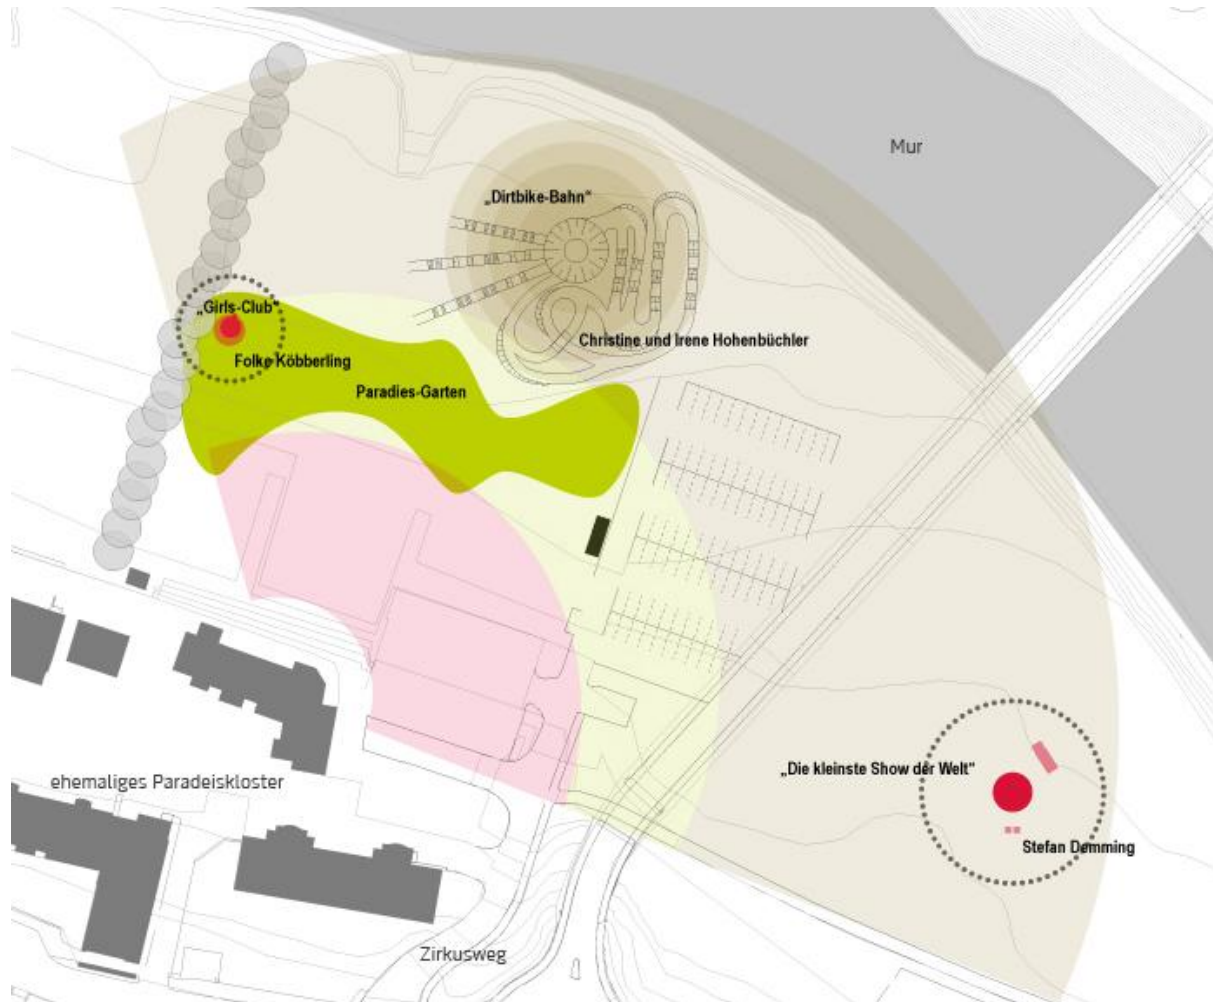 Mur
„Dirtbike-Bahn“
„Girls-Club“
Christine und Irene Hohenbüchler
Folke Köbberling
Paradies-Garten
„Die kleinste Show der Welt“
ehemaliges Paradeiskloster
Stefan Demming
Zirkusweg